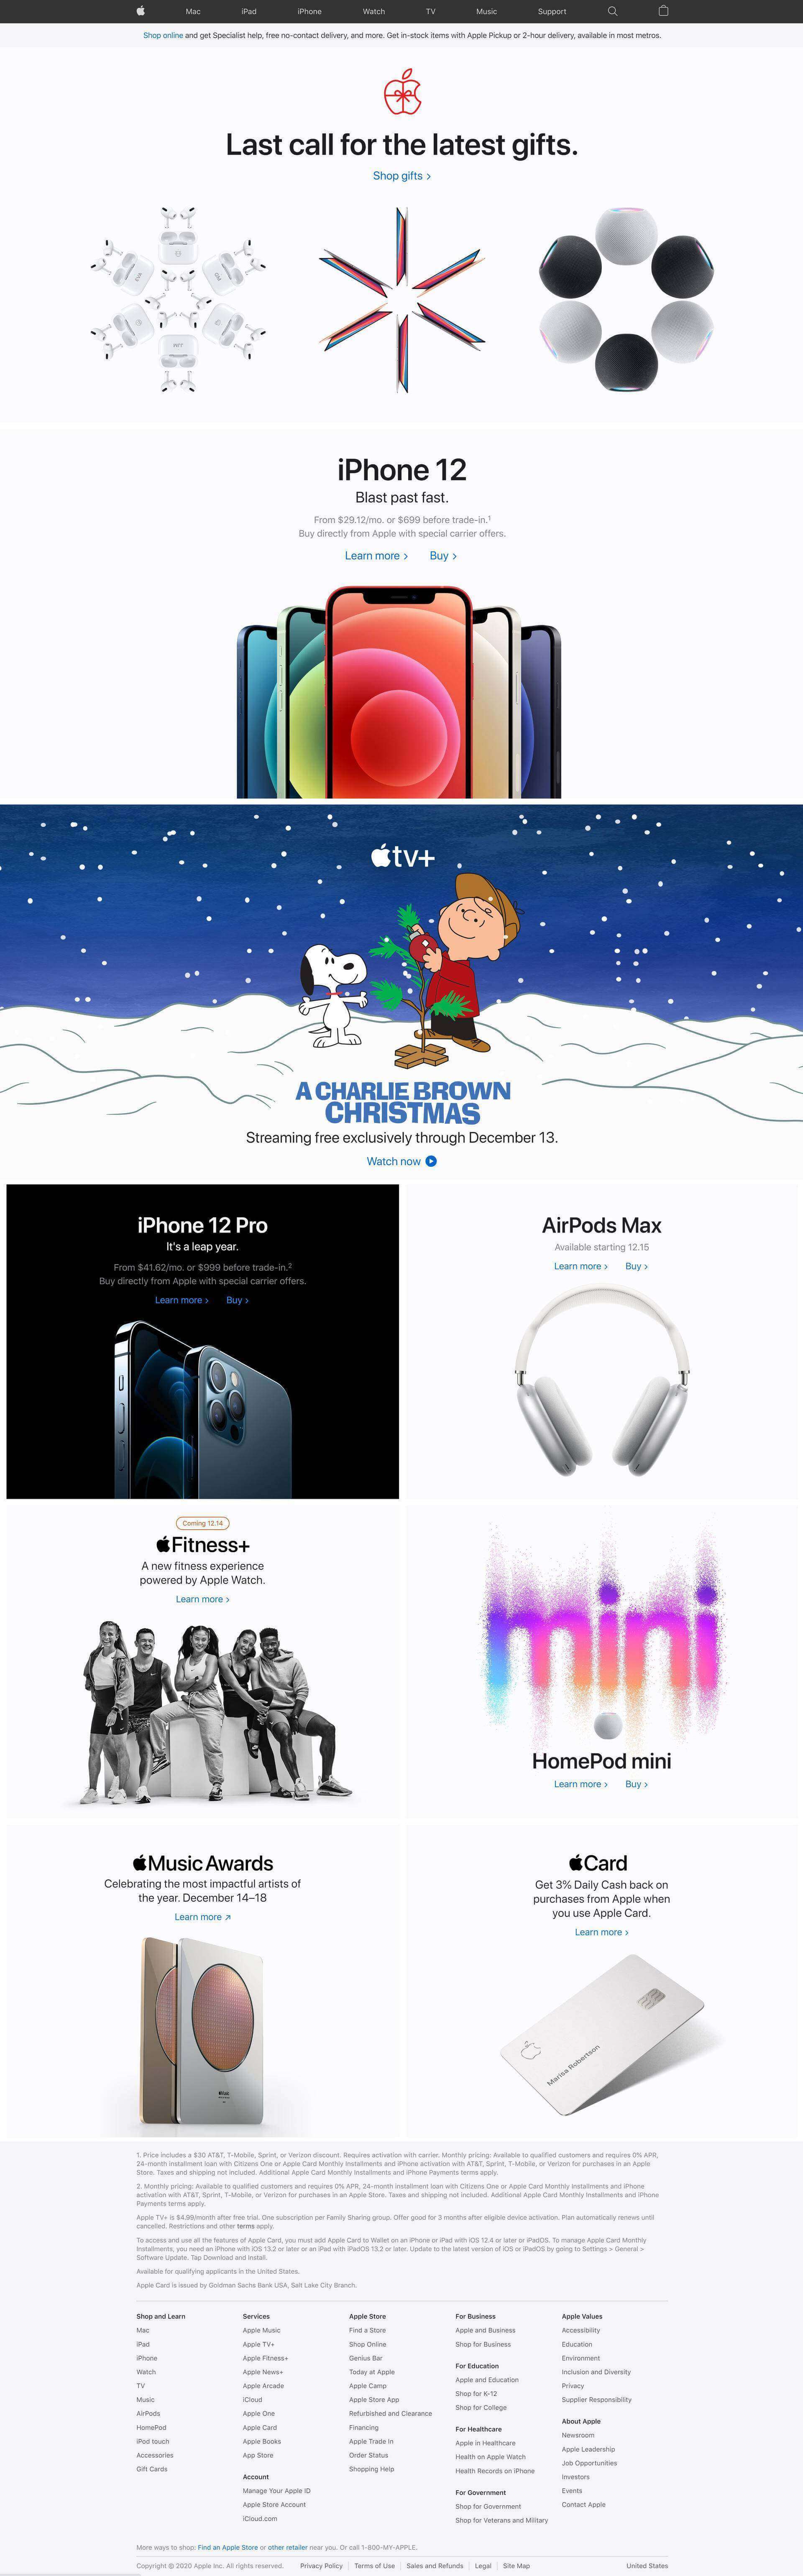 Mac iPad iPhone Watch TV Music Support
Shop online and get Specialist help, free no-contact delivery, and more. Get in-stock items with Apple Pickup or 2-hour delivery, available in most metros.
Last call for the latest gifts.
Shop gifts >
iPhone 12
Blast past fast.
From $29.12/mo. or $699 before trade-in.1
Buy directly from Apple with special carrier offers.
Learn more > Buy >
tv+
A CHARLIE BROWN
CHRISTMAS
Streaming free exclusively through December 13.
Watch now
iPhone 12 Pro
It's a leap year.
From $41.62/mo. or $999 before trade-in.2
Buy directly from Apple with special carrier offers.
Learn more > Buy >
AirPods Max
Available starting 12.15
Learn more > Buy >
Coming 12.14
Fitness+
A new fitness experience
powered by Apple Watch.
Learn more >
mini
HomePod mini
Learn more > Buy >
Music Awards
Celebrating the most impactful artists of
the year. December 14–18
Learn more ↗
Card
Get 3% Daily Cash back on
purchases from Apple when
you use Apple Card.
Learn more >
Marisa Robertson
1. Price includes a $30 AT&T, T-Mobile, Sprint, or Verizon discount. Requires activation with carrier. Monthly pricing: Available to qualified customers and requires 0% APR,
24-month installment loan with Citizens One or Apple Card Monthly Installments and iPhone activation with AT&T, Sprint, T-Mobile, or Verizon for purchases in an Apple
Store. Taxes and shipping not included. Additional Apple Card Monthly Installments and iPhone Payments terms apply.
2. Monthly pricing: Available to qualified customers and requires 0% APR, 24-month installment loan with Citizens One or Apple Card Monthly Installments and iPhone
activation with AT&T, Sprint, T-Mobile, or Verizon for purchases in an Apple Store. Taxes and shipping not included. Additional Apple Card Monthly Installments and iPhone
Payments terms apply.
Apple TV+ is $4.99/month after free trial. One subscription per Family Sharing group. Offer good for 3 months after eligible device activation. Plan automatically renews until
cancelled. Restrictions and other terms apply.
To access and use all the features of Apple Card, you must add Apple Card to Wallet on an iPhone or iPad with iOS 12.4 or later or iPadOS. To manage Apple Card Monthly
Installments, you need an iPhone with iOS 13.2 or later or an iPad with iPadOS 13.2 or later. Update to the latest version of iOS or iPadOS by going to Settings > General >
Software Update. Tap Download and Install.
Available for qualifying applicants in the United States.
Apple Card is issued by Goldman Sachs Bank USA, Salt Lake City Branch.
Shop and Learn
Mac
iPad
iPhone
Watch
TV
Music
AirPods
HomePod
iPod touch
Accessories
Gift Cards
Services
Apple Music
Apple TV+
Apple Fitness+
Apple News+
Apple Arcade
iCloud
Apple One
Apple Card
Apple Books
App Store
Account
Manage Your Apple ID
Apple Store Account
iCloud.com
Apple Store
Find a Store
Shop Online
Genius Bar
Today at Apple
Apple Camp
Apple Store App
Refurbished and Clearance
Financing
Apple Trade In
Order Status
Shopping Help
For Business
Apple and Business
Shop for Business
For Education
Apple and Education
Shop for K-12
Shop for College
For Healthcare
Apple in Healthcare
Health on Apple Watch
Health Records on iPhone
For Government
Shop for Government
Shop for Veterans and Military
Apple Values
Accessibility
Education
Environment
Inclusion and Diversity
Privacy
Supplier Responsibility
About Apple
Newsroom
Apple Leadership
Job Opportunities
Investors
Events
Contact Apple
More ways to shop: Find an Apple Store or other retailer near you. Or call 1-800-MY-APPLE.
Copyright © 2020 Apple Inc. All rights reserved. Privacy Policy | Terms of Use | Sales and Refunds | Legal | Site Map United States